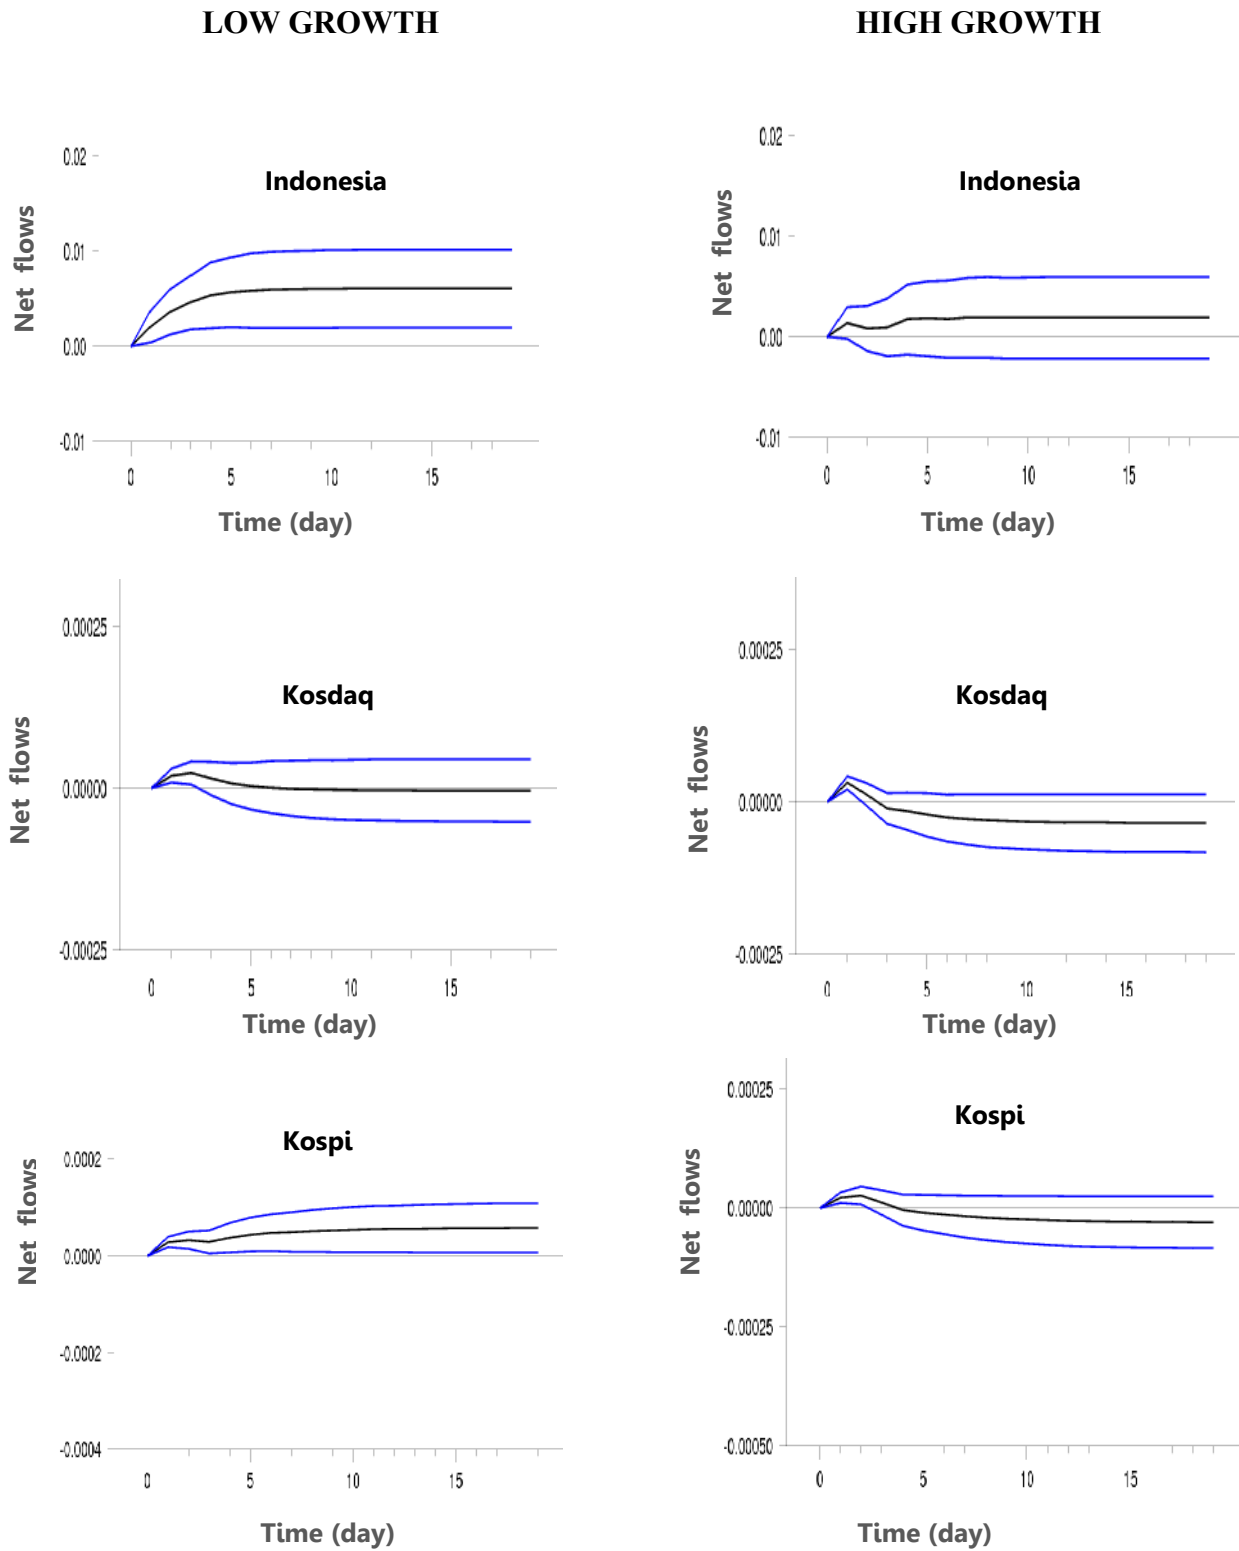 LOW GROWTH HIGH GROWTH
0.02
Indonesia
0.01
0.00
-0.01
Net flows
0 5 10 15
Time (day)
0.02
Indonesia
0.01
0.00
-0.01
Net flows
0 5 10 15
Time (day)
0.00025
Kosdaq
0.00000
-0.00025
Net flows
0 5 10 15
Time (day)
0.00025
Kosdaq
0.00000
-0.00025
Net flows
0 5 10 15
Time (day)
Kospi
0.0002
0.0000
-0.0002
-0.0004
Net flows
0 5 10 15
Time (day)
0.00025
Kospi
0.00000
-0.00025
-0.00050
Net flows
0 5 10 15
Time (day)